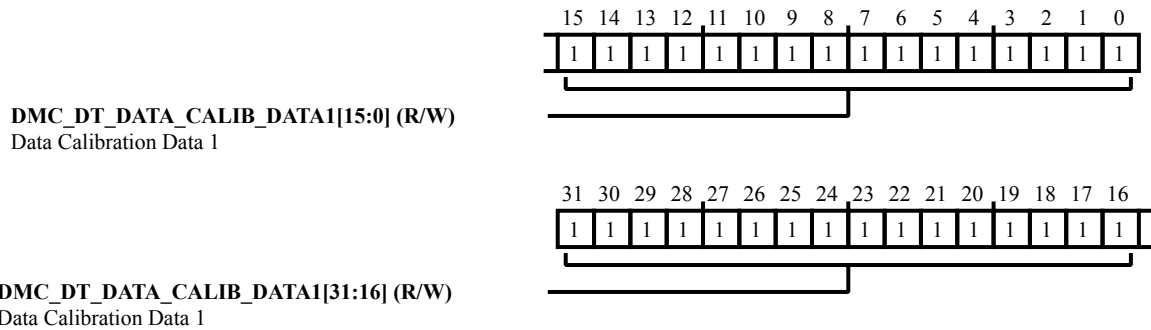 15 14 13 12 11 10 9 8 7 6 5 4 3 2 1 0
1 1 1 1 1 1 1 1 1 1 1 1 1 1 1 1
DMC_DT_DATA_CALIB_DATA1[15:0] (R/W)
Data Calibration Data 1
31 30 29 28 27 26 25 24 23 22 21 20 19 18 17 16
1 1 1 1 1 1 1 1 1 1 1 1 1 1 1 1
DMC_DT_DATA_CALIB_DATA1[31:16] (R/W)
Data Calibration Data 1